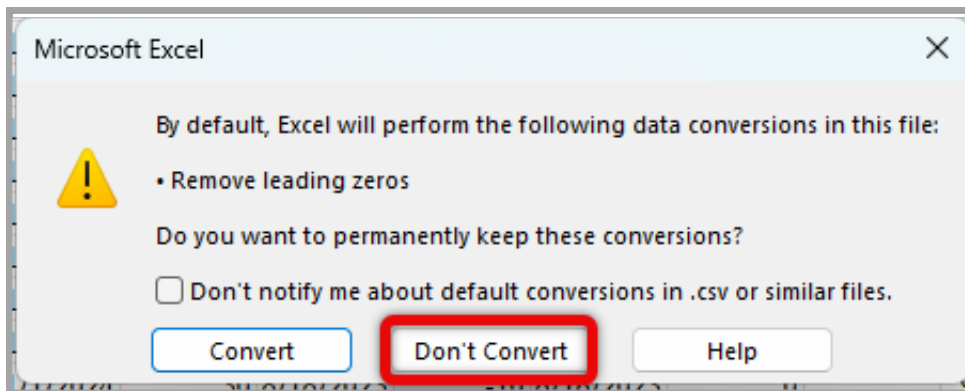 Microsoft Excel
By default, Excel will perform the following data conversions in this file:
• Remove leading zeros
Do you want to permanently keep these conversions?
Don't notify me about default conversions in .csv or similar files.
Convert Don't Convert Help